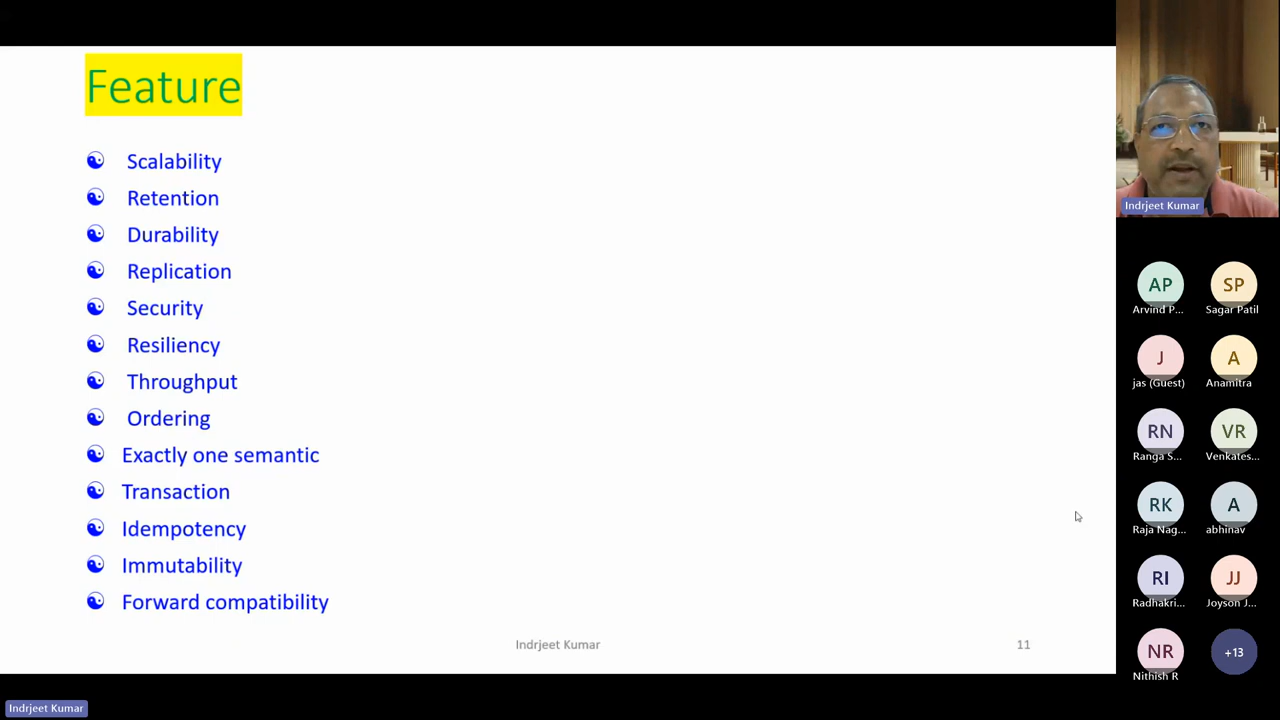 Feature
Scalability
Retention
Durability
Replication
Security
Resiliency
Throughput
Ordering
Exactly one semantic
Transaction
Idempotency
Immutability
Forward compatibility
Indrjeet Kumar
11
Indrjeet Kumar
AP
Arvind P...
SP
Sagar Patil
J
jas (Guest)
A
Anamitra
RN
Ranga S...
VR
Venkates...
RK
Raja Nag...
A
abhinav
RI
Radhakri...
JJ
Joyson J...
NR
Nithish R
+13
Indrjeet Kumar